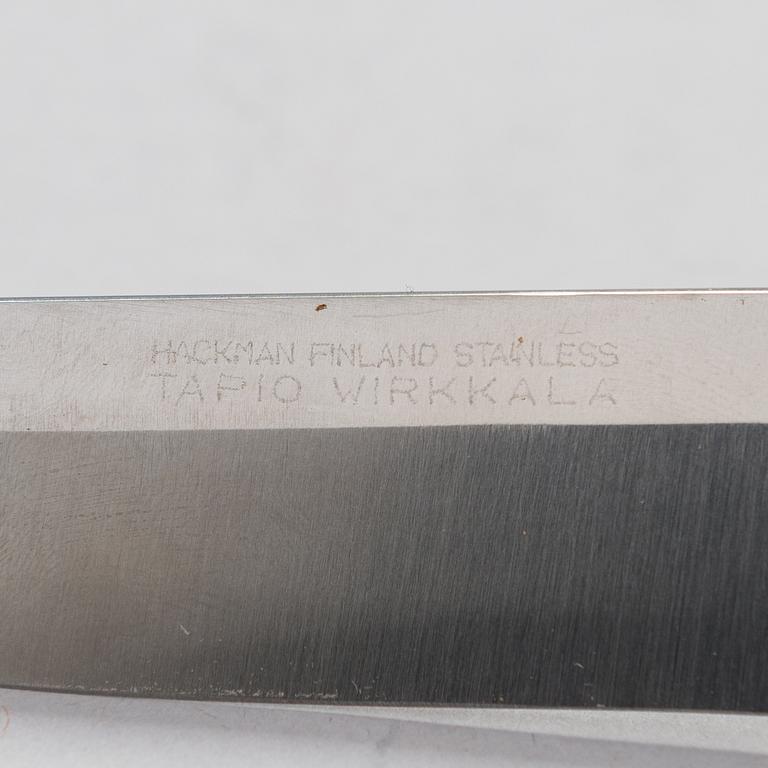 HACKMAN FINLAND STAINLESS
TAPIO WIRKKALA